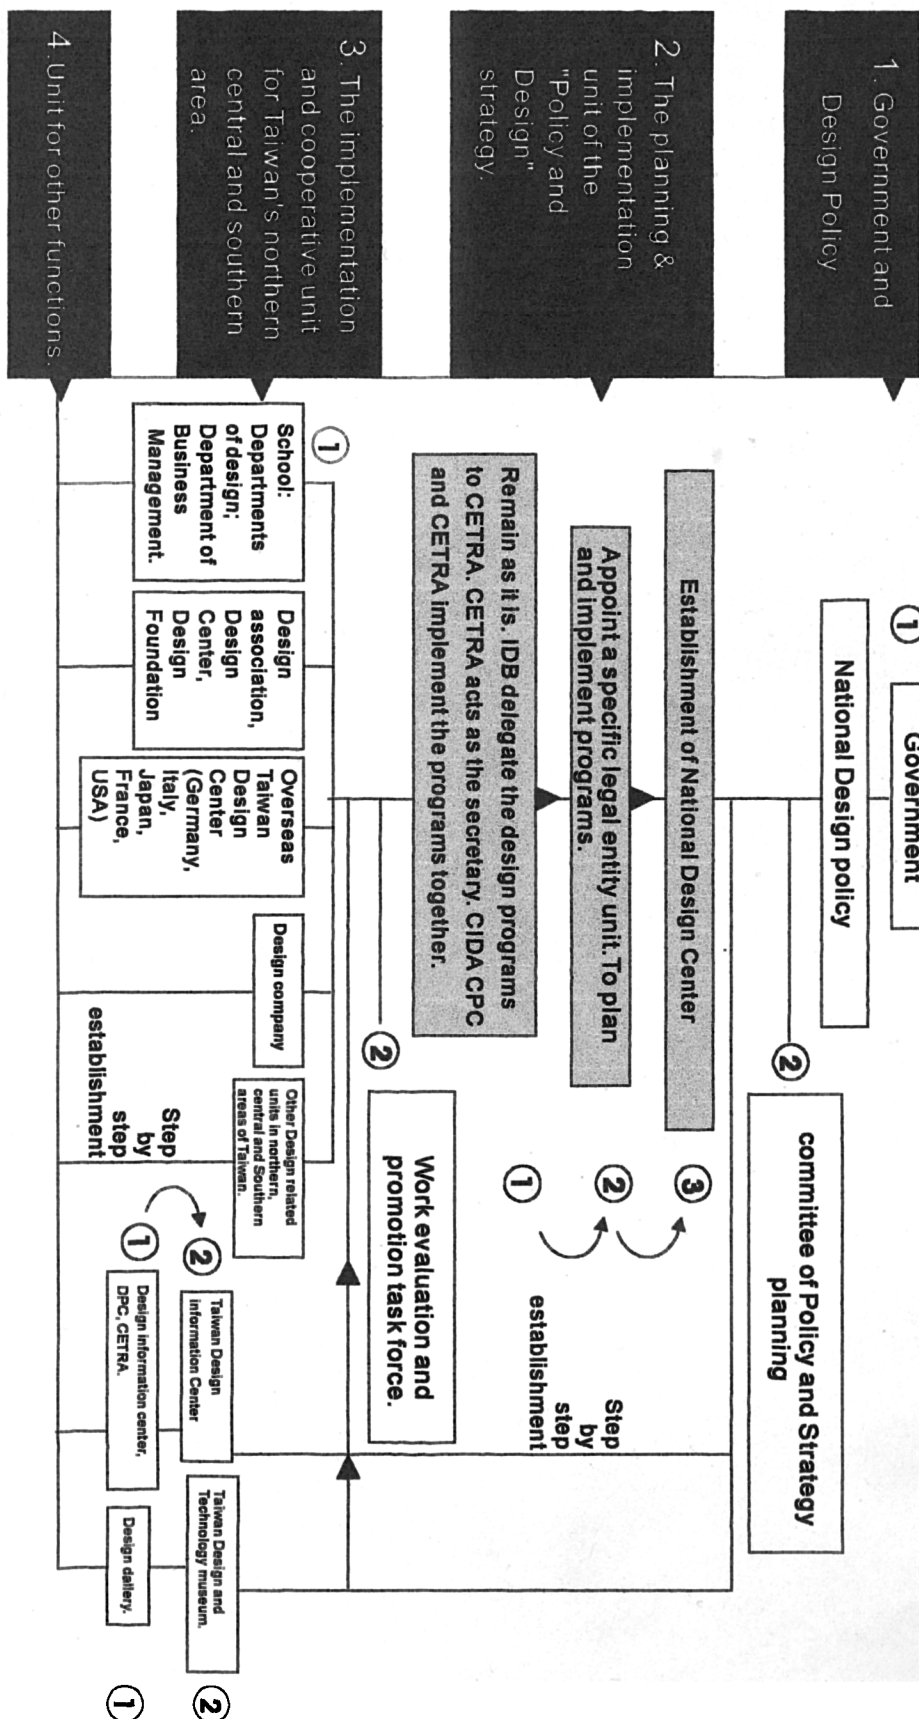 1. Government and
Design Policy
2. The planning &
implementation
unit of the
"Policy and
Design"
strategy.
3. The implementation
and cooperative unit
for Taiwan's northern
central and southern
area.
4. Unit for other functions.
①
Government
National Design policy
②
committee of Policy and Strategy
planning
Establishment of National Design Center
③
Appoint a specific legal entity unit. To plan
and implement programs.
②
Remain as it is. IDB delegate the design programs
to CETRA. CETRA acts as the secretary. CIDA CPC
and CETRA implement the programs together.
①
Step
by
step
establishment
②
Work evaluation and
promotion task force.
①
School:
Departments
of design;
Department of
Business
Management.
Design
association,
Design
Center,
Design
Foundation
Overseas
Taiwan
Design
Center
(Germany,
Italy,
Japan,
France,
USA)
Design company
Other Design related
units in northern,
central and Southern
areas of Taiwan.
Step
by
step
establishment
②
Taiwan Design
information Center
①
Design information center,
DPC, CETRA.
Taiwan Design and
Technology museum.
②
Design dallery.
①